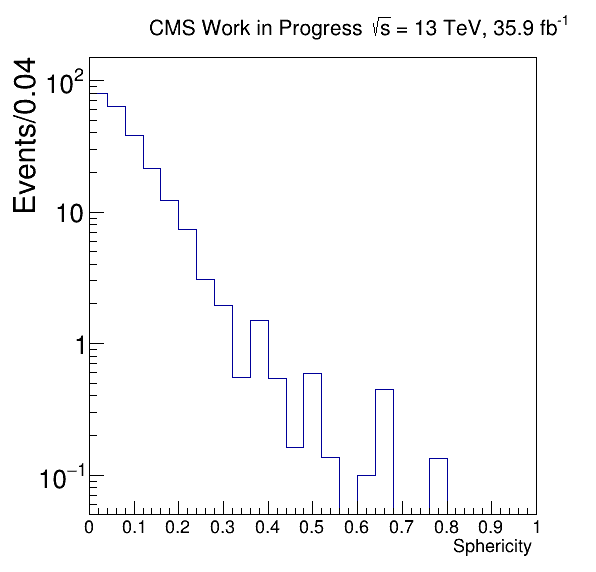 CMS Work in Progress √s = 13 TeV, 35.9 fb⁻¹
Events/0.04
10²
10
1
10⁻¹
0 0.1 0.2 0.3 0.4 0.5 0.6 0.7 0.8 0.9 1
Sphericity